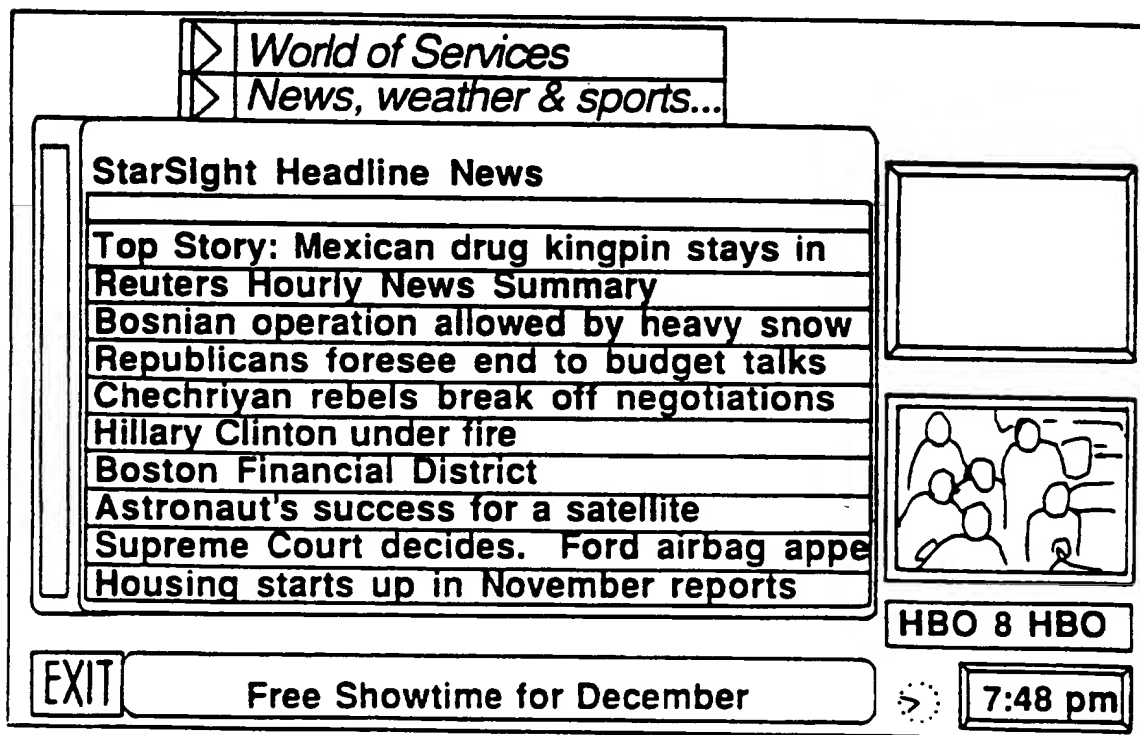 World of Services
News, weather & sports...
StarSight Headline News
Top Story: Mexican drug kingpin stays in
Reuters Hourly News Summary
Bosnian operation allowed by heavy snow
Republicans foresee end to budget talks
Chechriyan rebels break off negotiations
Hillary Clinton under fire
Boston Financial District
Astronaut's success for a satellite
Supreme Court decides. Ford airbag appe
Housing starts up in November reports
HBO 8 HBO
EXIT
Free Showtime for December
7:48 pm